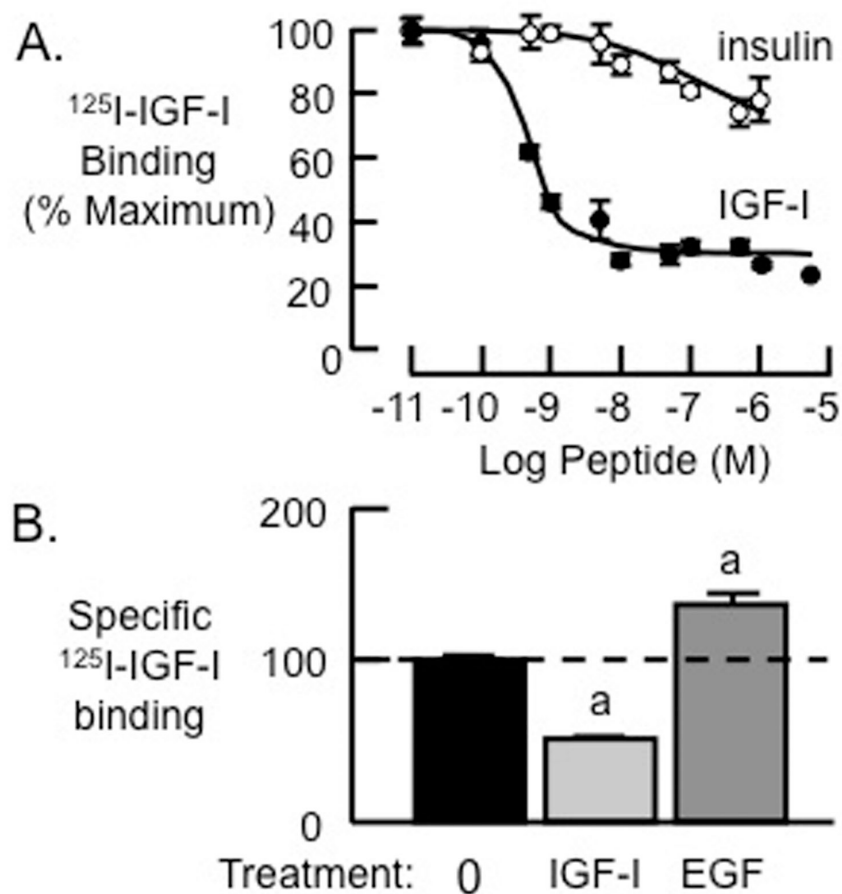 A.
¹²⁵I-IGF-I
Binding
(% Maximum)
100
80
60
40
20
0
insulin
IGF-I
-11 -10 -9 -8 -7 -6 -5
Log Peptide (M)
B.
Specific
¹²⁵I-IGF-I
binding
200
100
0
a
a
Treatment: 0 IGF-I EGF